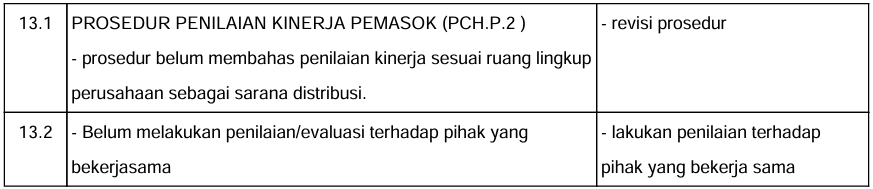 13.1 PROSEDUR PENILAIAN KINERJA PEMASOK (PCH.P.2 ) - revisi prosedur
- prosedur belum membahas penilaian kinerja sesuai ruang lingkup
perusahaan sebagai sarana distribusi.
13.2 - Belum melakukan penilaian/evaluasi terhadap pihak yang - lakukan penilaian terhadap
bekerjasama pihak yang bekerja sama